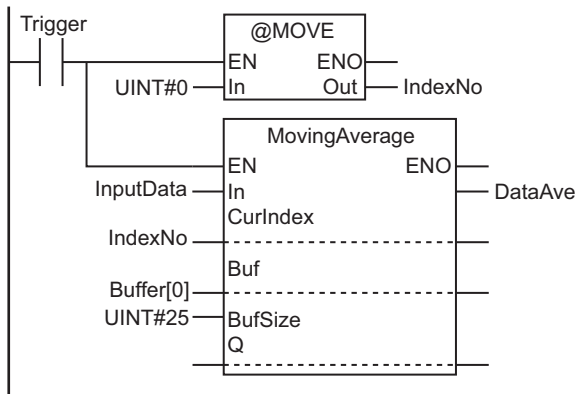 Trigger
@MOVE
EN ENO
UINT#0 In Out IndexNo
MovingAverage
EN ENO
InputData In DataAve
CurIndex
IndexNo
Buf
Buffer[0]
UINT#25 BufSize
Q